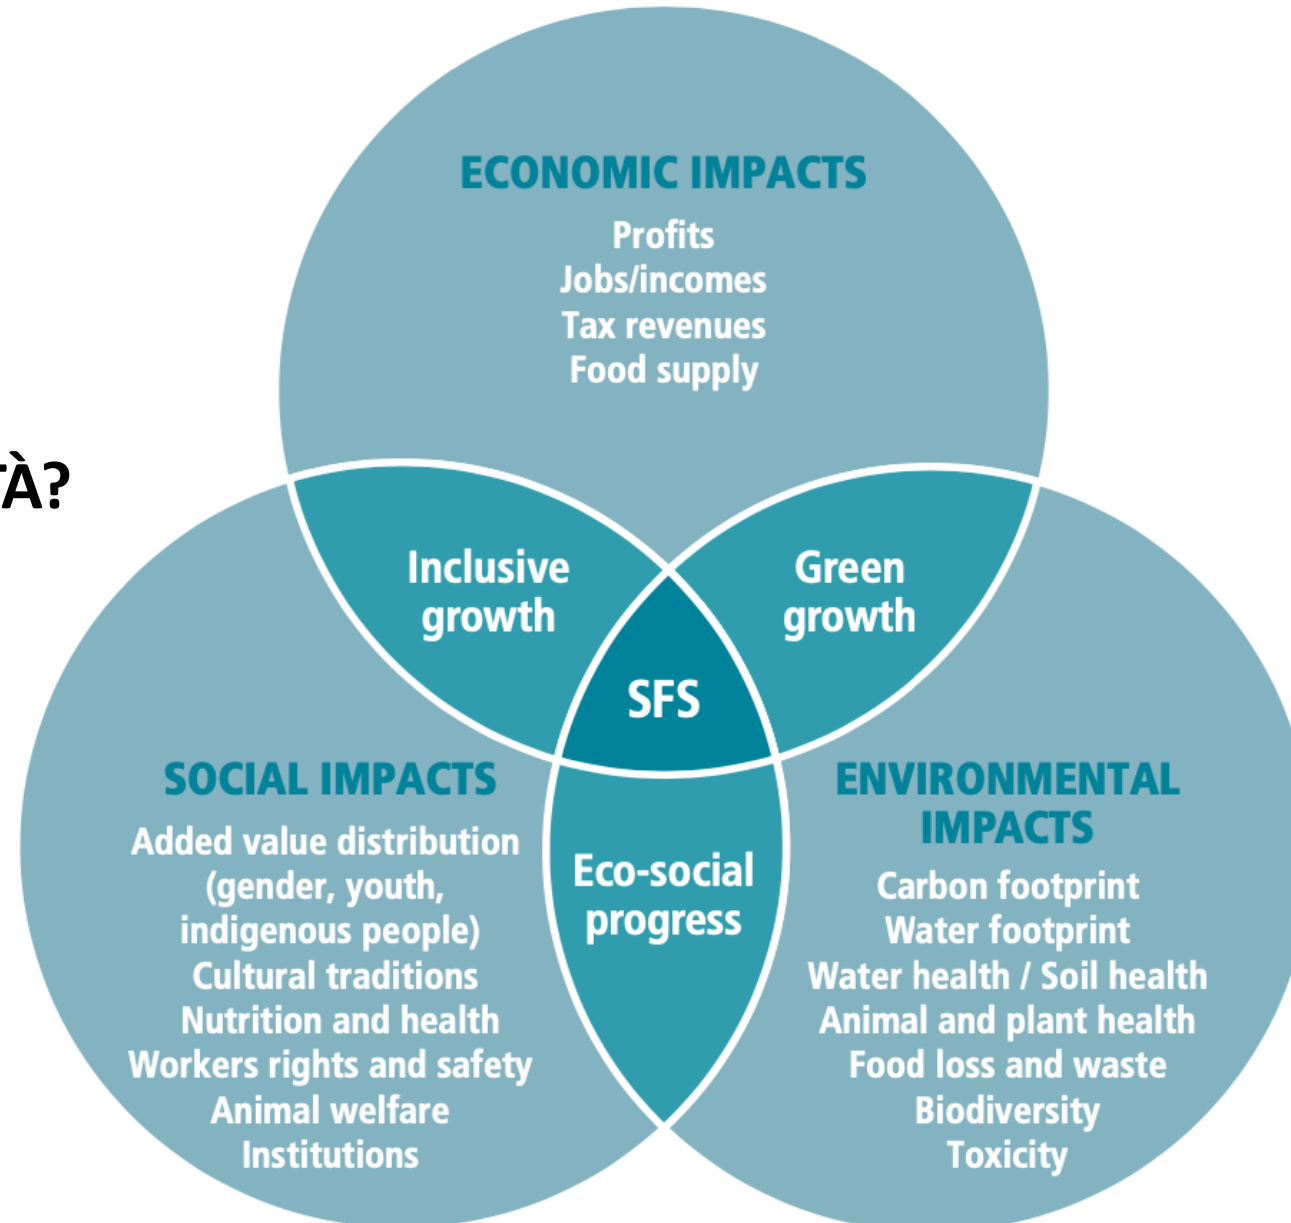 ECONOMIC IMPACTS
Profits
Jobs/incomes
Tax revenues
Food supply
TÀ?
Inclusive
growth
Green
growth
SFS
SOCIAL IMPACTS
Added value distribution
(gender, youth,
indigenous people)
Cultural traditions
Nutrition and health
Workers rights and safety
Animal welfare
Institutions
Eco-social
progress
ENVIRONMENTAL
IMPACTS
Carbon footprint
Water footprint
Water health / Soil health
Animal and plant health
Food loss and waste
Biodiversity
Toxicity